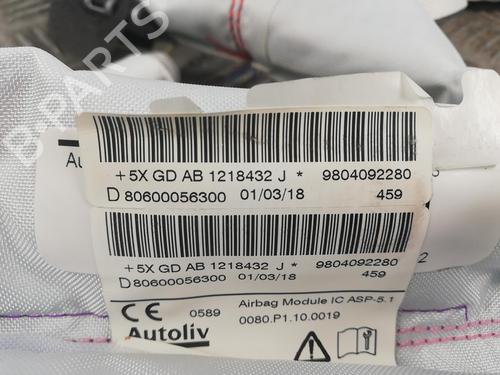 +5X GD AB 1218432 J * 9804092280
D 80600056300 01/03/18 459
+5X GD AB 1218432 J * 9804092280
D 80600056300 01/03/18 459
CE 0589 Airbag Module IC ASP-5.1
Autoliv 0080.P1.10.0019
B-PARTS